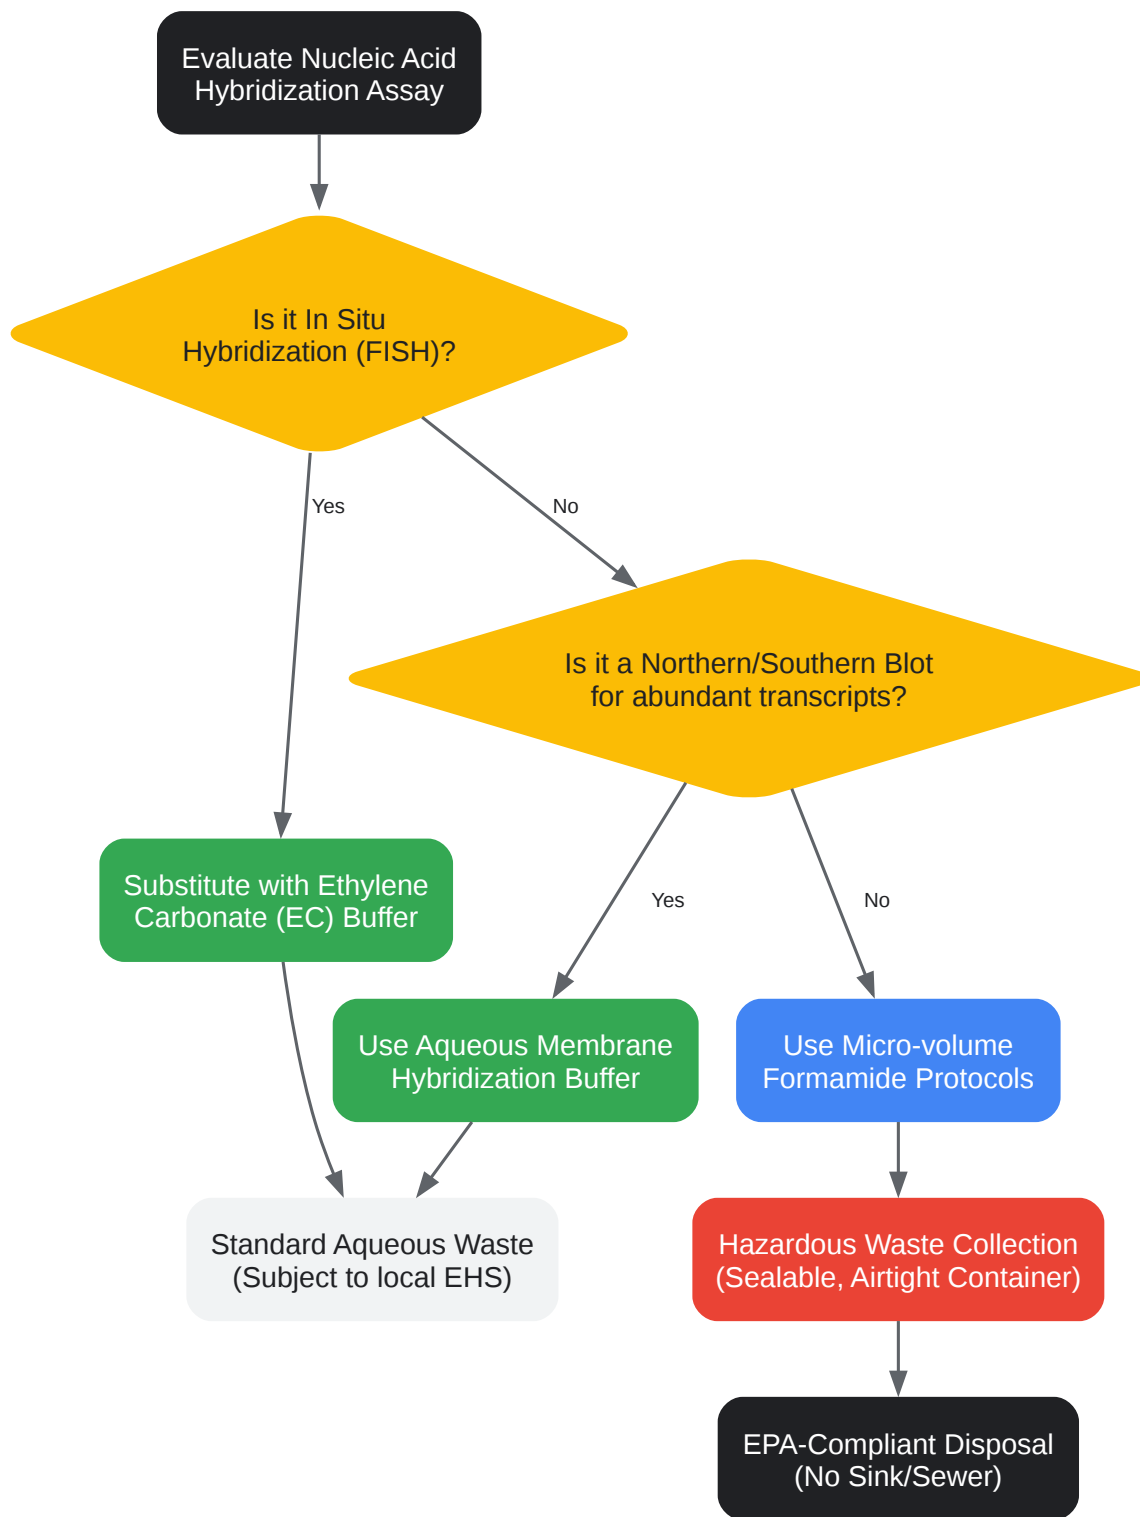 Evaluate Nucleic Acid
Hybridization Assay
Is it In Situ
Hybridization (FISH)?
Yes
No
Is it a Northern/Southern Blot
for abundant transcripts?
Substitute with Ethylene
Carbonate (EC) Buffer
Yes
No
Use Aqueous Membrane
Hybridization Buffer
Use Micro-volume
Formamide Protocols
Standard Aqueous Waste
(Subject to local EHS)
Hazardous Waste Collection
(Sealable, Airtight Container)
EPA-Compliant Disposal
(No Sink/Sewer)